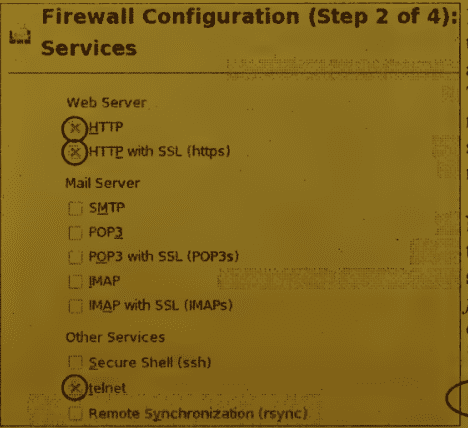 Firewall Configuration (Step 2 of 4):
Services
Web Server
HTTP
HTTP with SSL (https)
Mail Server
SMTP
POP3
POP3 with SSL (POP3s)
IMAP
IMAP with SSL (IMAPs)
Other Services
Secure Shell (ssh)
telnet
Remote Synchronization (rsync)